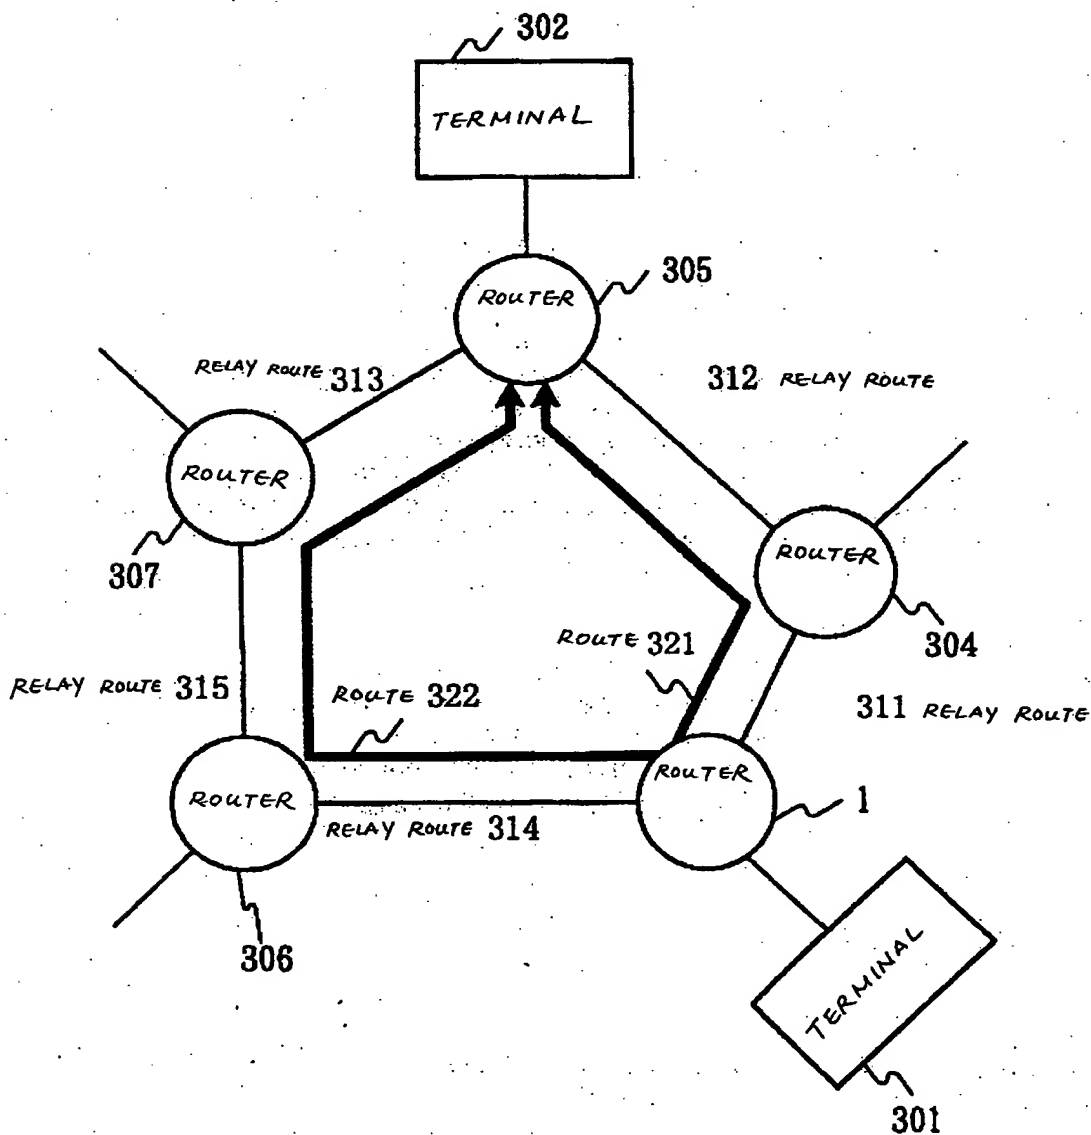 302
TERMINAL
ROUTER
305
RELAY ROUTE 313
312 RELAY ROUTE
ROUTER
307
ROUTER
304
ROUTE 321
RELAY ROUTE 315
ROUTE 322
311 RELAY ROUTE
ROUTER
ROUTER
1
RELAY ROUTE 314
306
TERMINAL
301